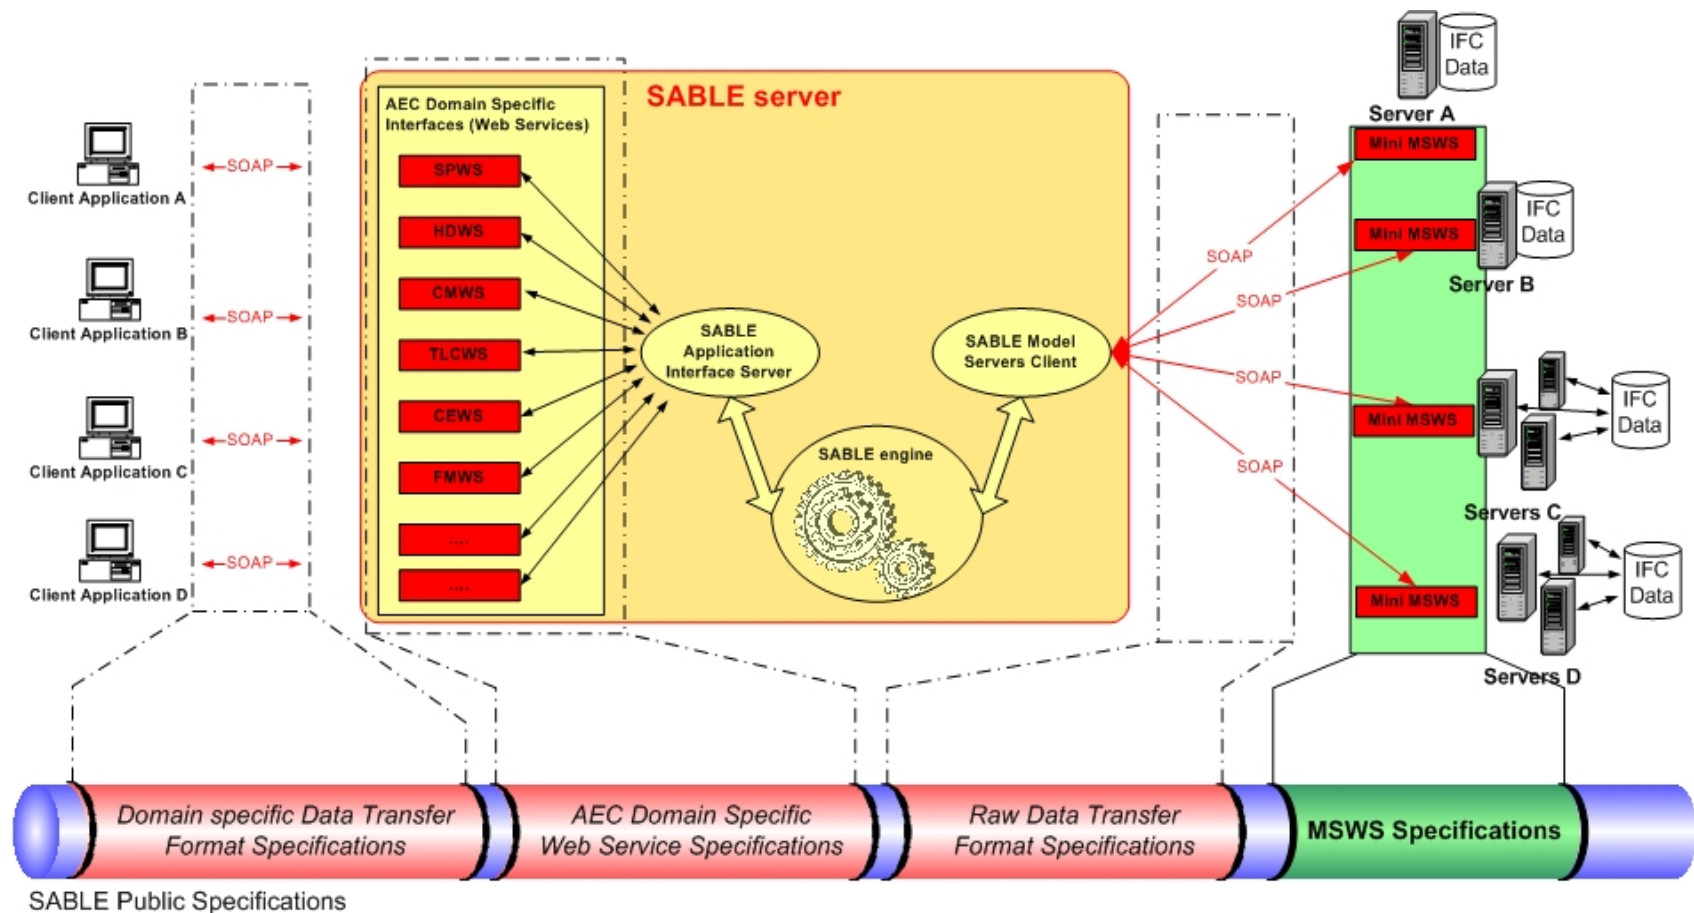 SABLE server
AEC Domain Specific
Interfaces (Web Services)
SPWS
HDWS
CMWS
TLCWS
CEWS
FMWS
....
....
Client Application A
Client Application B
Client Application C
Client Application D
SOAP
SOAP
SOAP
SOAP
SABLE
Application
Interface Server
SABLE engine
SABLE Model
Servers Client
SOAP
SOAP
SOAP
SOAP
IFC
Data
Server A
Mini MSWS
Mini MSWS
IFC
Data
Server B
Mini MSWS
IFC
Data
Servers C
Mini MSWS
IFC
Data
Servers D
Domain specific Data Transfer
Format Specifications
AEC Domain Specific
Web Service Specifications
Raw Data Transfer
Format Specifications
MSWS Specifications
SABLE Public Specifications